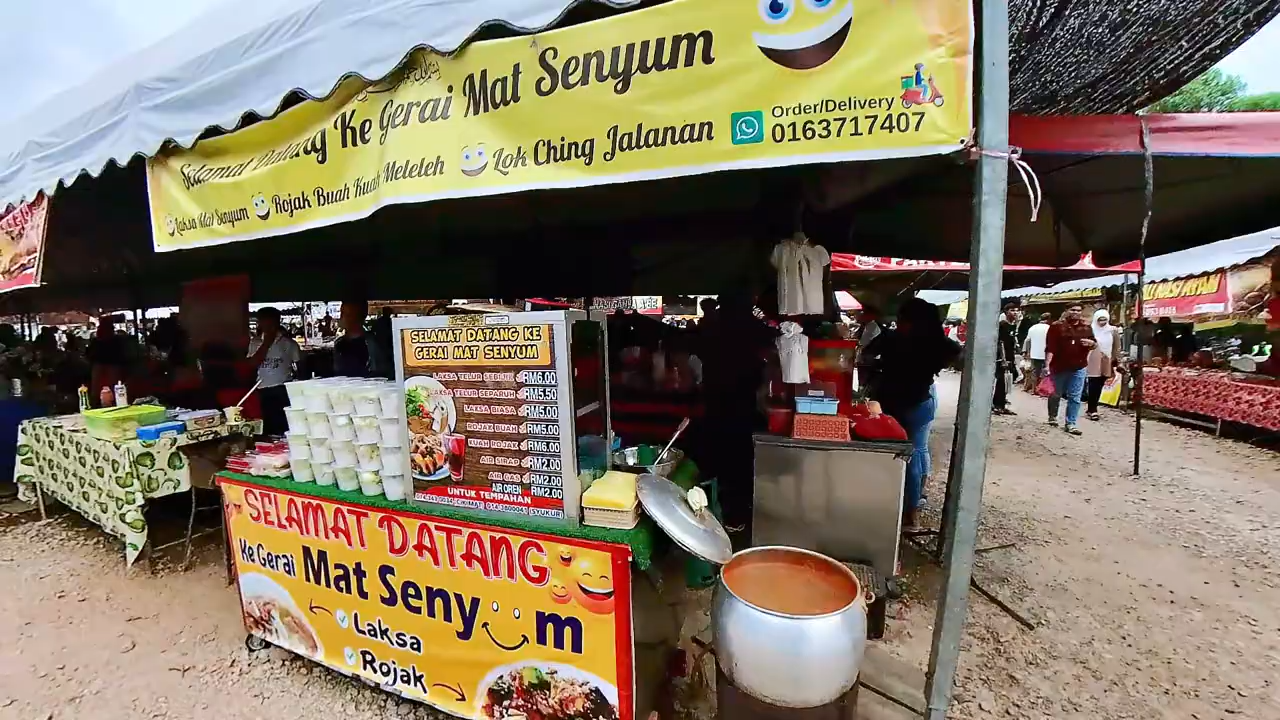 Selamat Datang Ke Gerai Mat Senyum
Laksa Mat Senyum Rojak Buah Kuah Meleleh Lok Ching Jalanan
Order/Delivery
0163717407
SELAMAT DATANG KE
GERAI MAT SENYUM
LAKSA TELUR SEBIJIK RM6.00
LAKSA TELUR SEPARUH RM5.50
LAKSA BIASA RM5.00
ROJAK BUAH RM5.00
KUAH ROJAK RM6.00
AIR SIRAP RM2.00
AIR GAS RM2.00
AIR OREN RM2.00
UNTUK TEMPAHAN
SELAMAT DATANG
Ke Gerai Mat Senyum
Laksa
Rojak
NASI AYAM